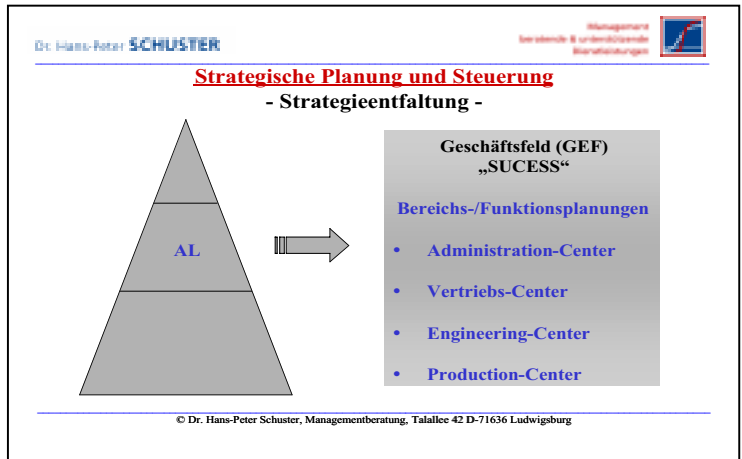 Dr. Hans-Peter SCHUSTER
Management
beratende & unterstützende
Dienstleistungen
Strategische Planung und Steuerung
- Strategieentfaltung -
AL
Geschäftsfeld (GEF)
„SUCESS“
Bereichs-/Funktionsplanungen
• Administration-Center
• Vertriebs-Center
• Engineering-Center
• Production-Center
© Dr. Hans-Peter Schuster, Managementberatung, Talallee 42 D-71636 Ludwigsburg